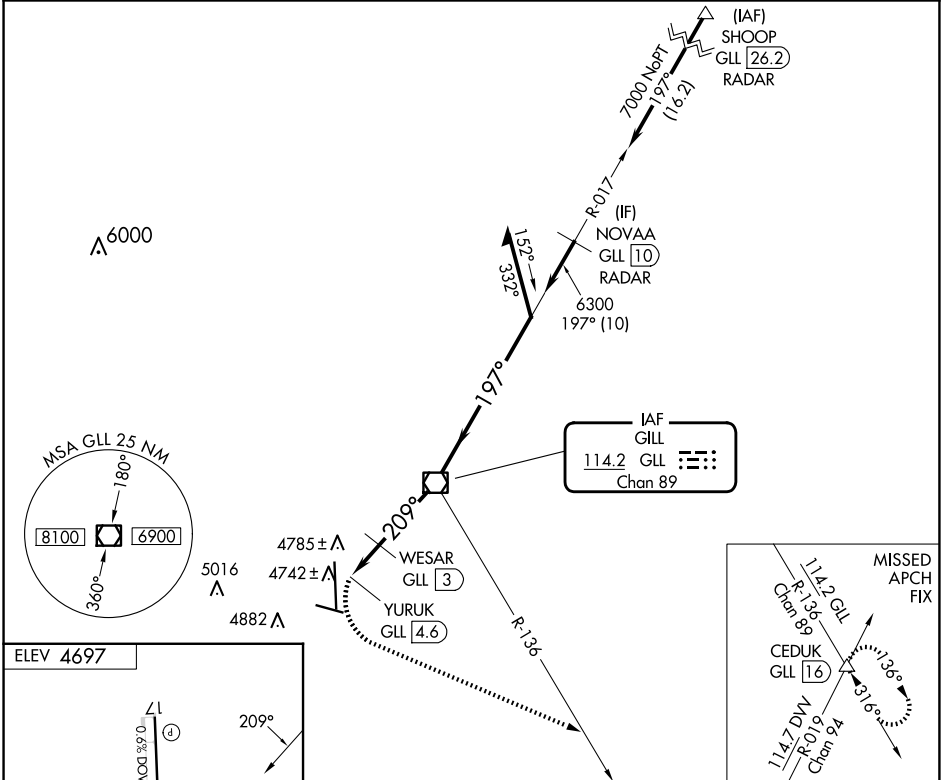 (IAF)
SHOOP
GLL 26.2
RADAR
7000 NoPT
197°
(16.2)
R-017
(IF)
NOVAA
GLL 10
RADAR
6000
152°
332°
6300
197° (10)
197°
IAF
GILL
114.2 GLL
Chan 89
MSA GLL 25 NM
180°
8100
6900
360°
209°
4785 ±
4742 ±
WESAR
GLL 3
YURUK
GLL 4.6
5016
4882
R-136
MISSED
APCH
FIX
114.2 GLL
R-136
Chan 89
CEDUK
GLL 16
136°
316°
114.7 DVV
R-019
Chan 94
ELEV 4697
17
P
0.6% DOW
209°